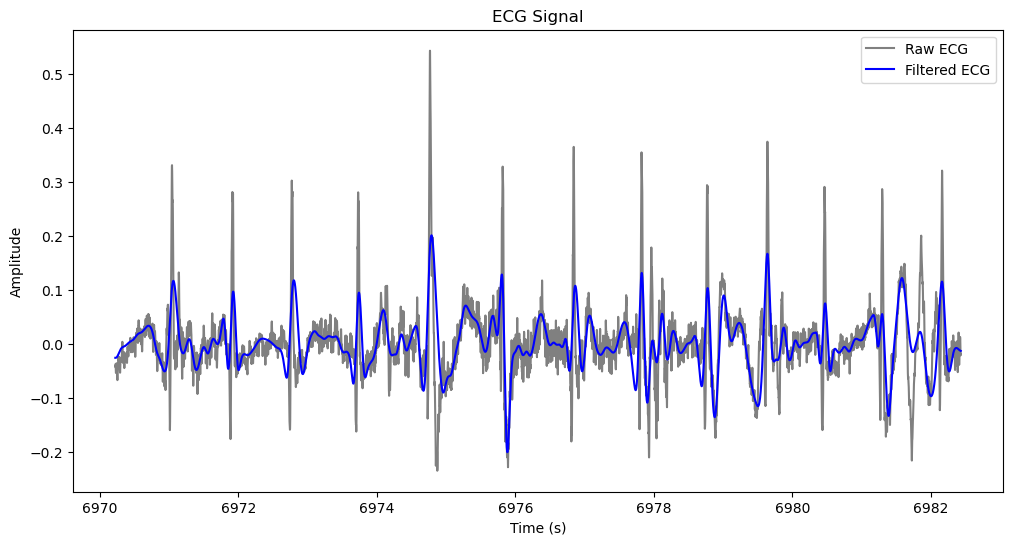 ECG Signal
Raw ECG
Filtered ECG
Amplitude
0.5
0.4
0.3
0.2
0.1
0.0
−0.1
−0.2
6970 6972 6974 6976 6978 6980 6982
Time (s)